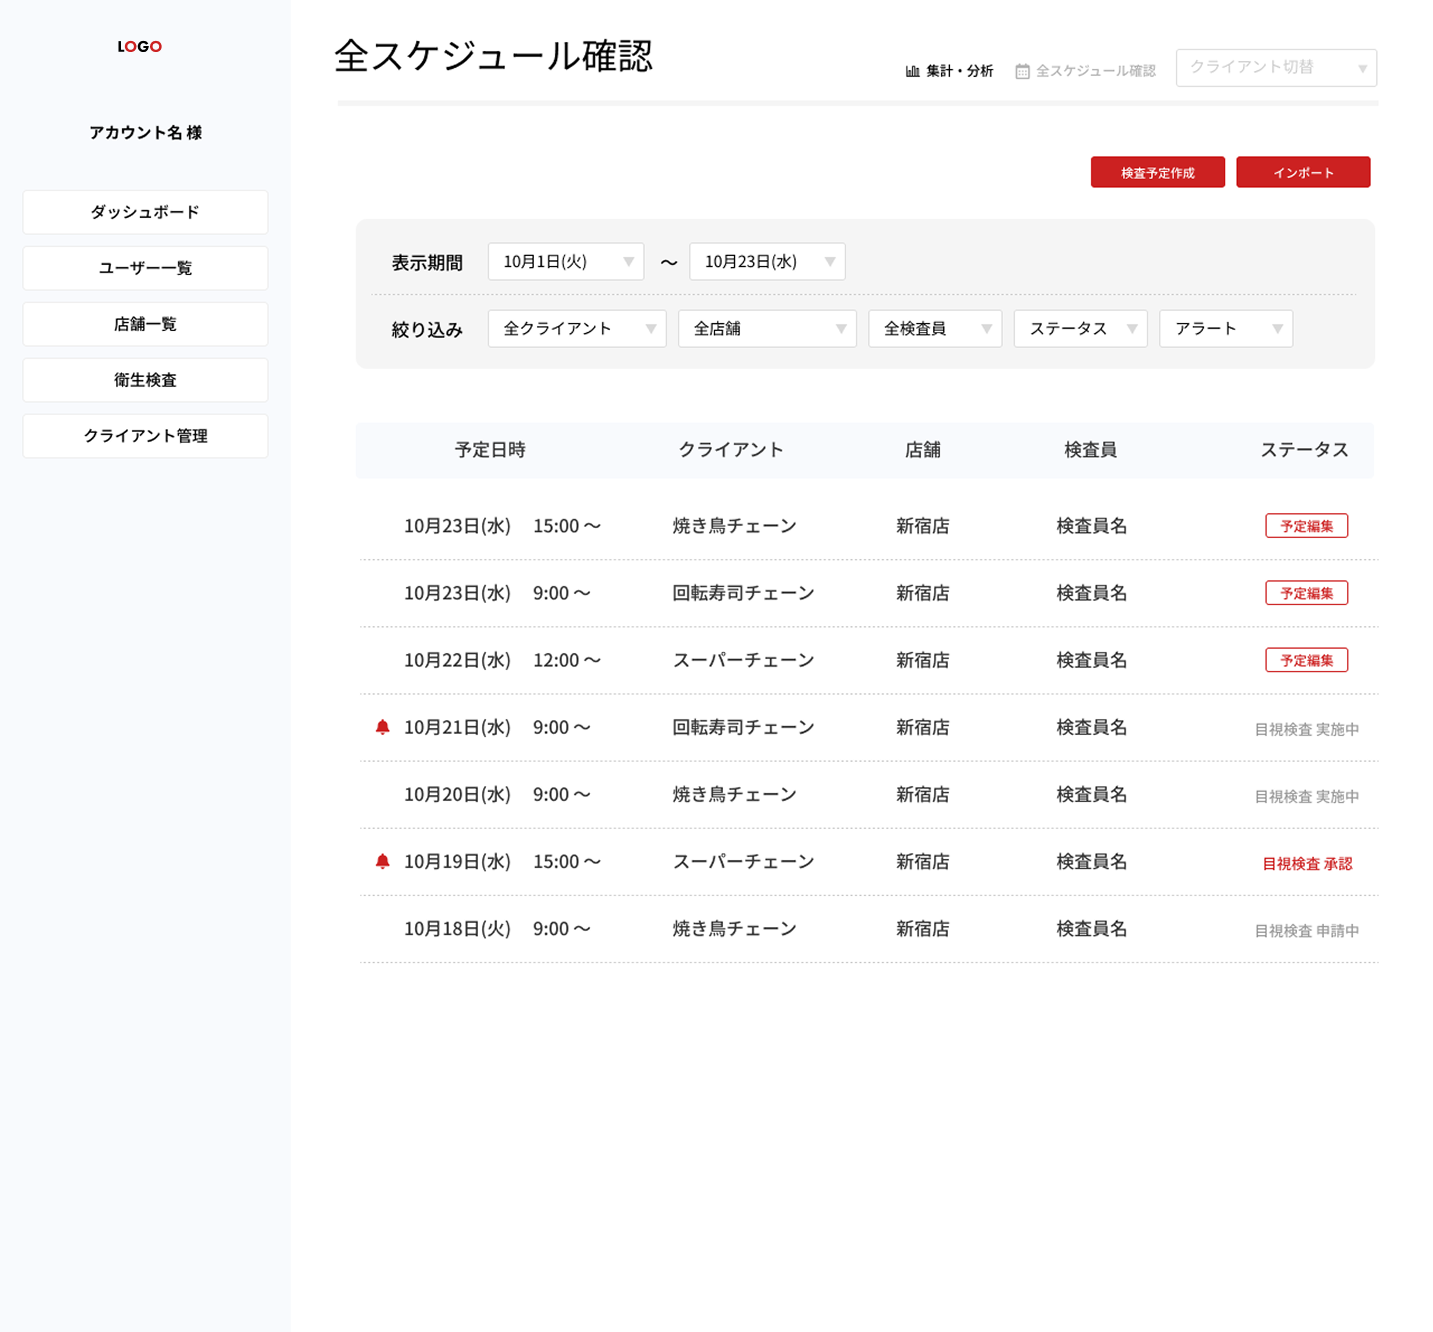 LOGO
アカウント名 様
ダッシュボード
ユーザー一覧
店舗一覧
衛生検査
クライアント管理
全スケジュール確認
集計・分析 全スケジュール確認 クライアント切替
検査予定作成 インポート
表示期間 10月1日(火) ～ 10月23日(水)
絞り込み 全クライアント 全店舗 全検査員 ステータス アラート
予定日時 クライアント 店舗 検査員 ステータス
10月23日(水) 15:00～ 焼き鳥チェーン 新宿店 検査員名 予定編集
10月23日(水) 9:00～ 回転寿司チェーン 新宿店 検査員名 予定編集
10月22日(水) 12:00～ スーパーチェーン 新宿店 検査員名 予定編集
10月21日(水) 9:00～ 回転寿司チェーン 新宿店 検査員名 目視検査 実施中
10月20日(水) 9:00～ 焼き鳥チェーン 新宿店 検査員名 目視検査 実施中
10月19日(水) 15:00～ スーパーチェーン 新宿店 検査員名 目視検査 承認
10月18日(火) 9:00～ 焼き鳥チェーン 新宿店 検査員名 目視検査 申請中